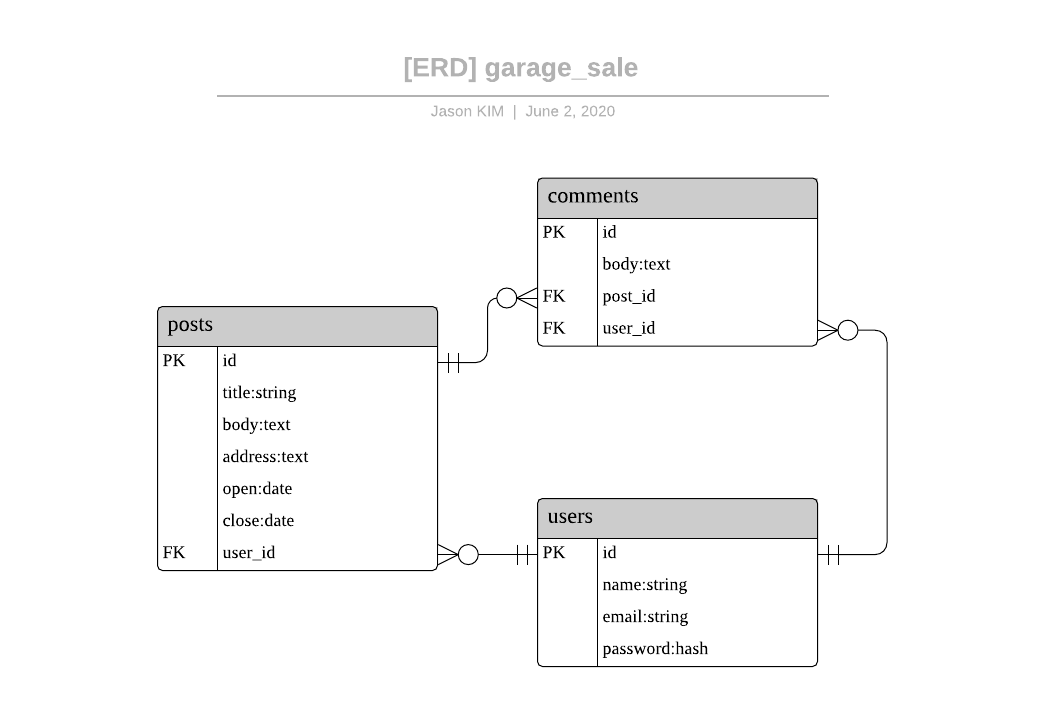 [ERD] garage_sale
Jason KIM | June 2, 2020
comments
PK id
body:text
FK post_id
FK user_id
posts
PK id
title:string
body:text
address:text
open:date
close:date
FK user_id
users
PK id
name:string
email:string
password:hash